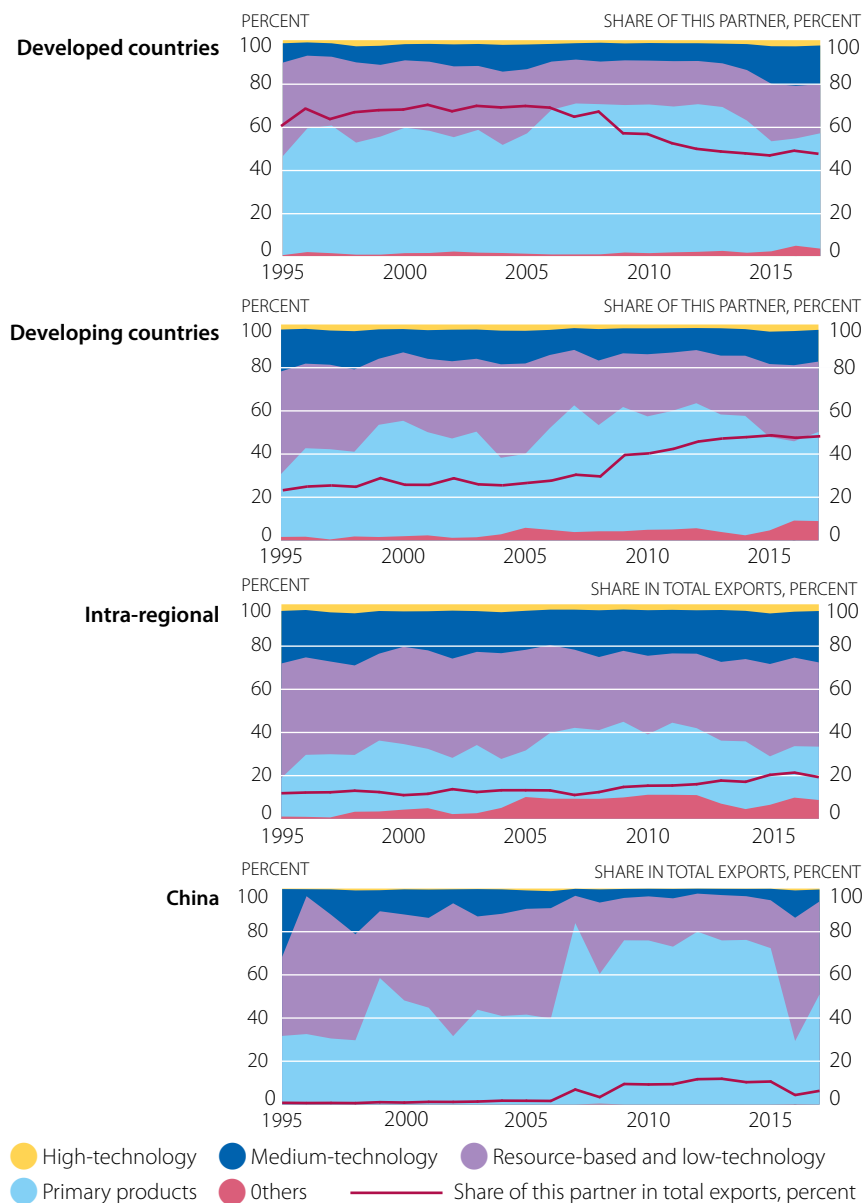 PERCENT SHARE OF THIS PARTNER, PERCENT
Developed countries
100 100
80 80
60 60
40 40
20 20
0 0
1995 2000 2005 2010 2015
PERCENT SHARE OF THIS PARTNER, PERCENT
Developing countries
100 100
80 80
60 60
40 40
20 20
0 0
1995 2000 2005 2010 2015
PERCENT SHARE IN TOTAL EXPORTS, PERCENT
Intra-regional
100 100
80 80
60 60
40 40
20 20
0 0
1995 2000 2005 2010 2015
PERCENT SHARE IN TOTAL EXPORTS, PERCENT
China
100 100
80 80
60 60
40 40
20 20
0 0
1995 2000 2005 2010 2015
High-technology Medium-technology Resource-based and low-technology
Primary products 0thers Share of this partner in total exports, percent